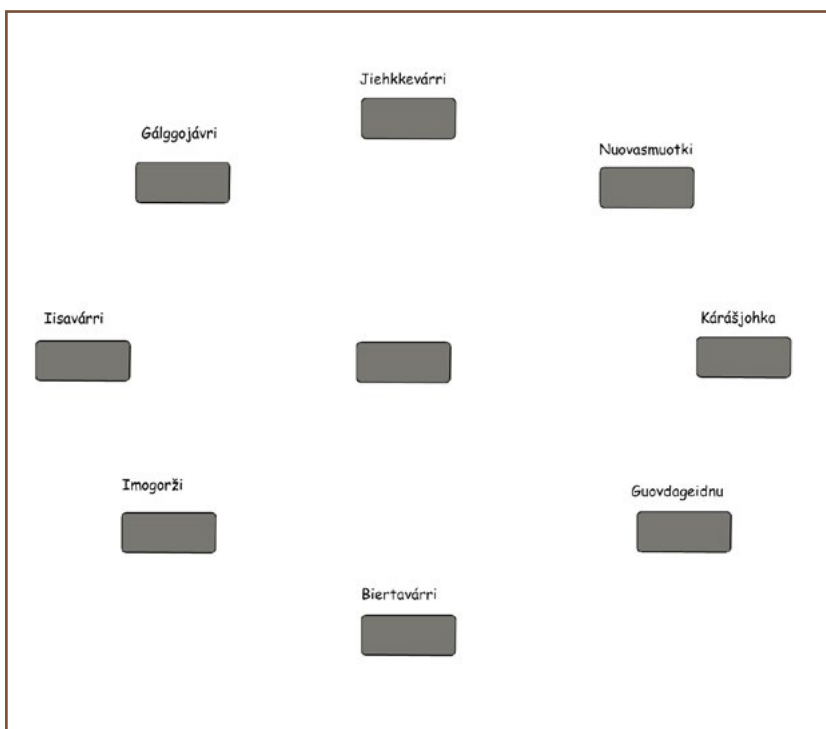 Jiehkkevárri
Gálggojávri
Nuovasmuotki
Iisavárri
Kárášjohka
Imogorži
Guovdageidnu
Biertavárri